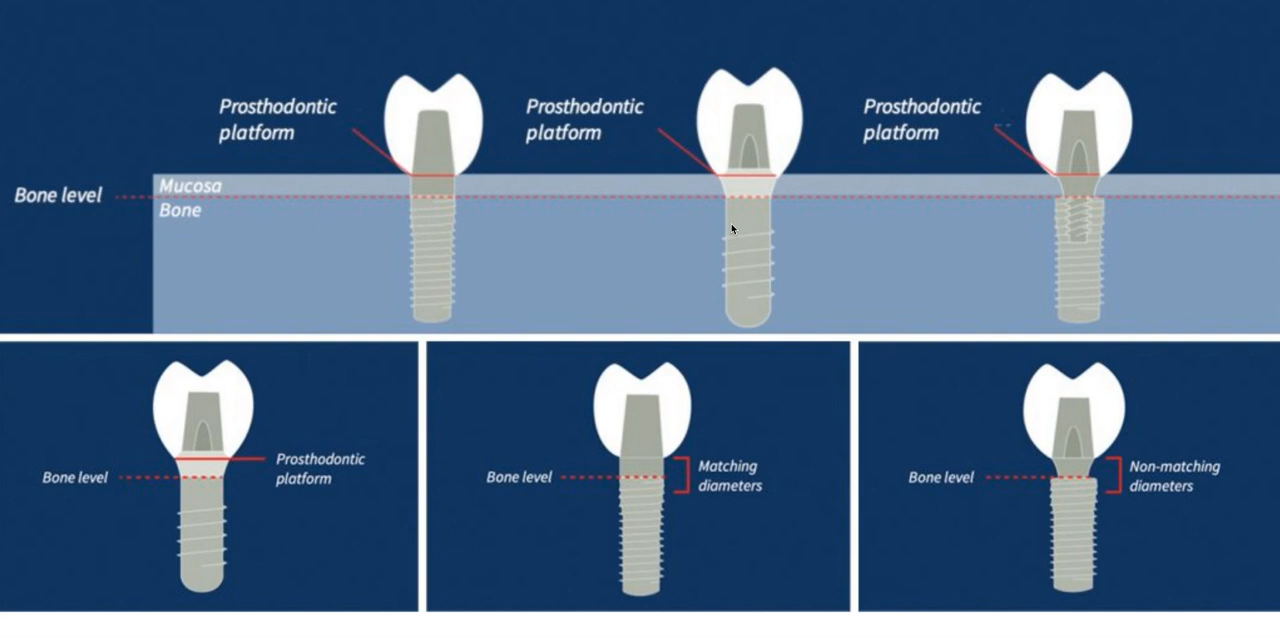 Prosthodontic
platform
Prosthodontic
platform
Prosthodontic
platform
Bone level
Mucosa
Bone
Bone level
Prosthodontic
platform
Bone level
Matching
diameters
Bone level
Non-matching
diameters